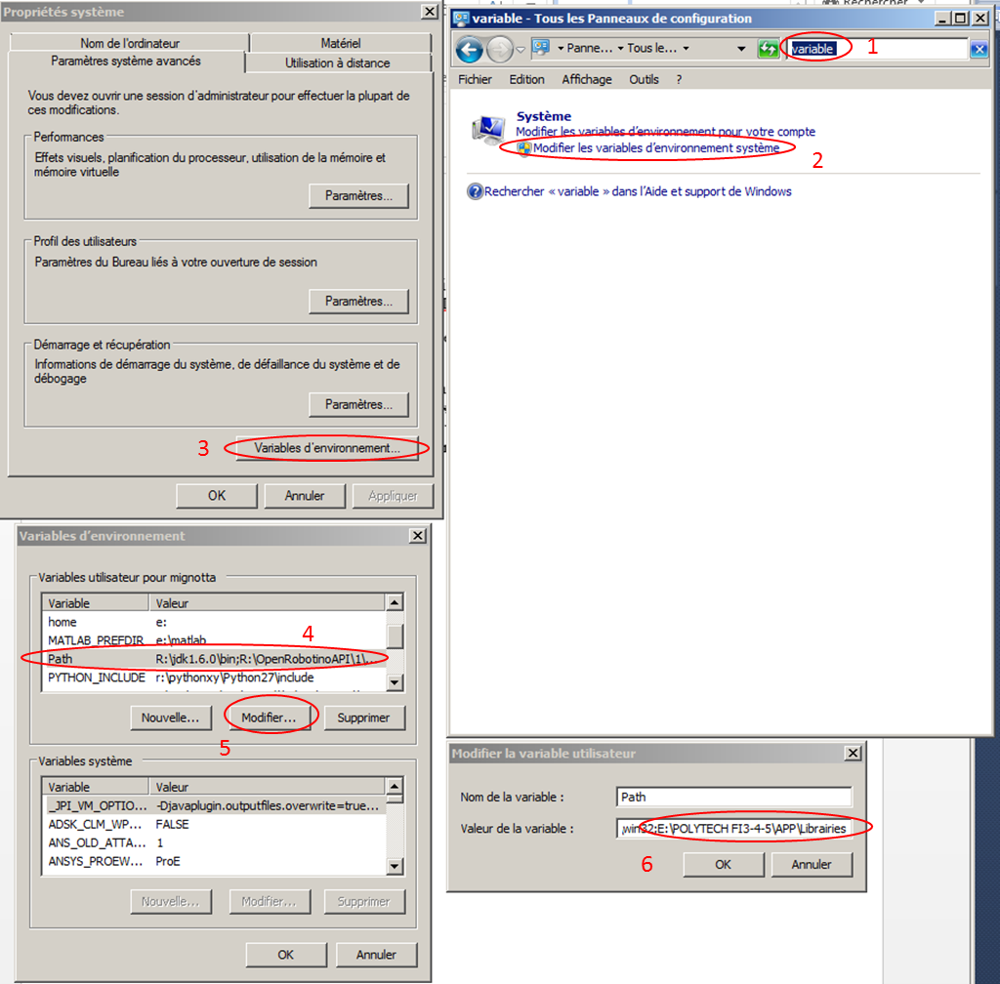 Propriétés système
Nom de l'ordinateur
Matériel
Paramètres système avancés
Utilisation à distance
Vous devez ouvrir une session d'administrateur pour effectuer la plupart de
ces modifications.
Performances
Effets visuels, planification du processeur, utilisation de la mémoire et
mémoire virtuelle
Paramètres...
Profil des utilisateurs
Paramètres du Bureau liés à votre ouverture de session
Paramètres...
Démarrage et récupération
Informations de démarrage du système, de défaillance du système et de
débogage
Paramètres...
3
Variables d'environnement...
OK
Annuler
Appliquer
Rechercher
variable - Tous les Panneaux de configuration
Panne...
Tous le...
variable
1
Fichier
Edition
Affichage
Outils
?
Système
Modifier les variables d'environnement pour votre compte
Modifier les variables d'environnement système
2
Rechercher « variable » dans l'Aide et support de Windows
Variables d'environnement
Variables utilisateur pour mignotta
Variable
Valeur
home
e:
MATLAB_PREFDIR
e:\matlab
4
Path
R:\jdk1.6.0\bin;R:\OpenRobotinoAPI\1\...
PYTHON_INCLUDE
r:\pythonxy\Python27\include
Nouvelle...
Modifier...
Supprimer
5
Variables système
Variable
Valeur
_JPI_VM_OPTIO...
-Djavaplugin.outputfiles.overwrite=true...
ADSK_CLM_WP...
FALSE
ANS_OLD_ATTA...
1
ANSYS_PROEW...
ProE
Nouvelle...
Modifier...
Supprimer
OK
Annuler
Modifier la variable utilisateur
Nom de la variable :
Path
Valeur de la variable :
win32;E:\POLYTECH FI3-4-5\APP\Librairies
6
OK
Annuler